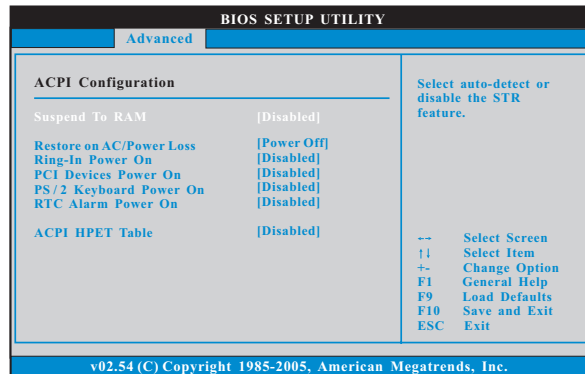 BIOS SETUP UTILITY
Advanced
ACPI Configuration
Suspend To RAM [Disabled]
Restore on AC/Power Loss [Power Off]
Ring-In Power On [Disabled]
PCI Devices Power On [Disabled]
PS / 2 Keyboard Power On [Disabled]
RTC Alarm Power On [Disabled]
ACPI HPET Table [Disabled]
Select auto-detect or
disable the STR
feature.
←→ Select Screen
↑↓ Select Item
+- Change Option
F1 General Help
F9 Load Defaults
F10 Save and Exit
ESC Exit
v02.54 (C) Copyright 1985-2005, American Megatrends, Inc.